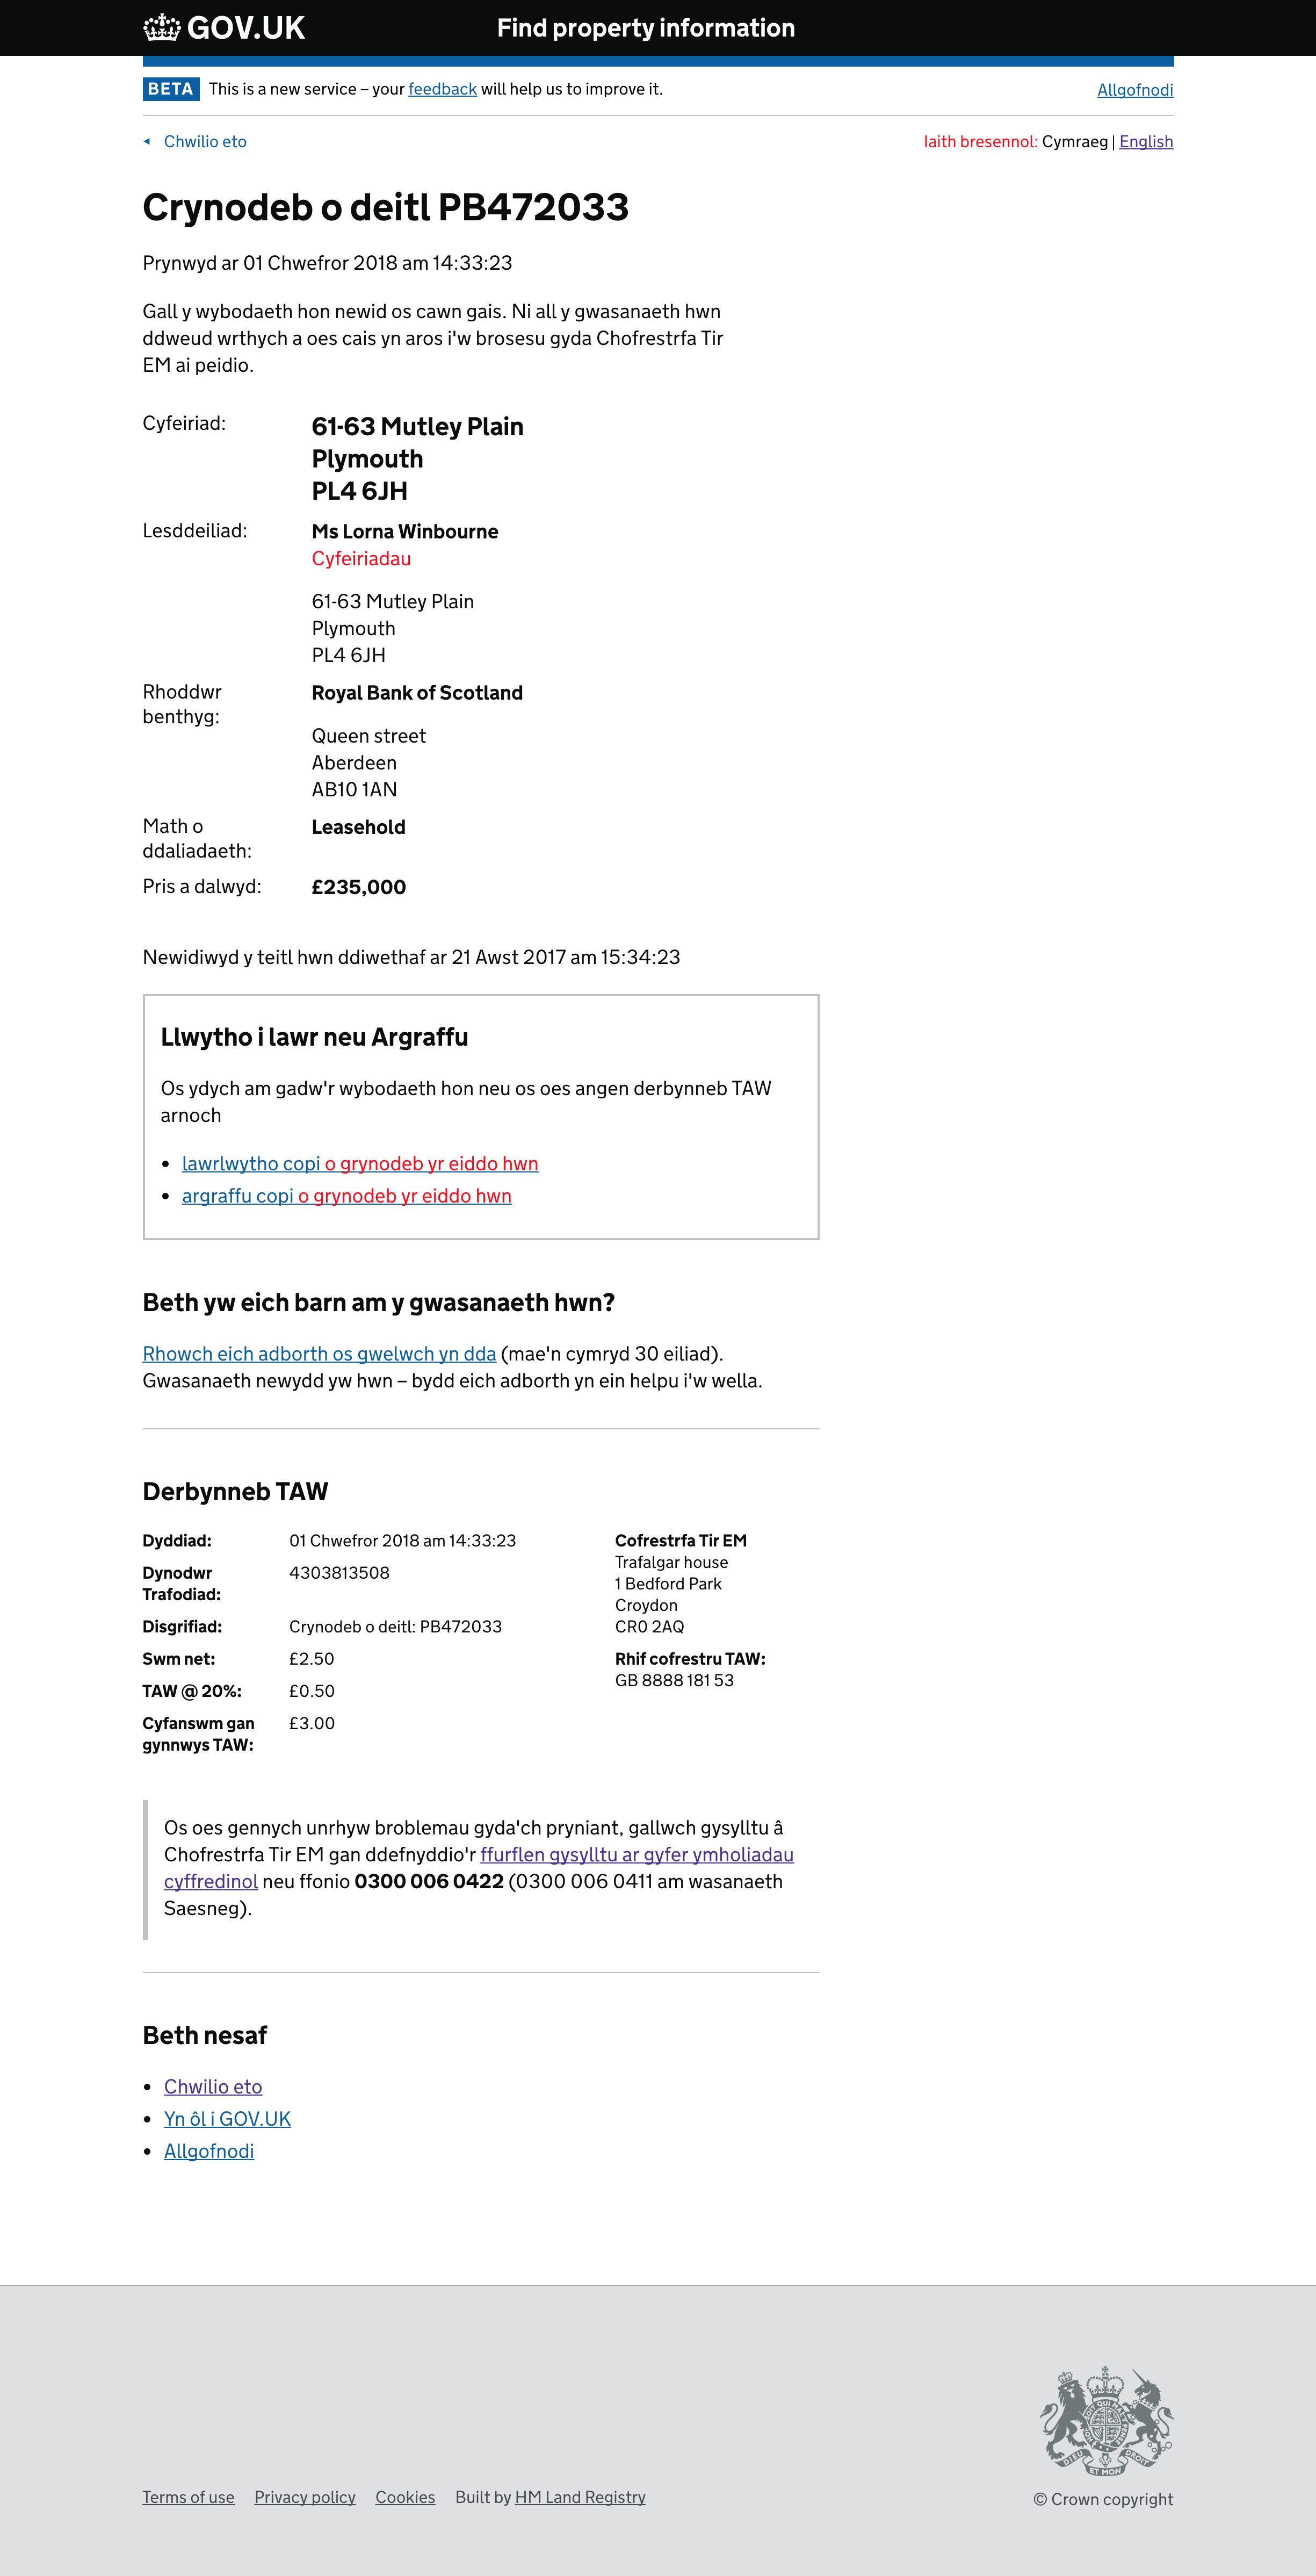 GOV.UK
Find property information
BETA This is a new service – your feedback will help us to improve it.
Allgofnodi
Chwilio eto
Iaith bresennol: Cymraeg | English
Crynodeb o deitl PB472033
Prynwyd ar 01 Chwefror 2018 am 14:33:23
Gall y wybodaeth hon newid os cawn gais. Ni all y gwasanaeth hwn
ddweud wrthych a oes cais yn aros i'w brosesu gyda Chofrestrfa Tir
EM ai peidio.
Cyfeiriad:
61-63 Mutley Plain
Plymouth
PL4 6JH
Lesddeiliad:
Ms Lorna Winbourne
Cyfeiriadau
61-63 Mutley Plain
Plymouth
PL4 6JH
Rhoddwr
benthyg:
Royal Bank of Scotland
Queen street
Aberdeen
AB10 1AN
Math o
ddaliadaeth:
Leasehold
Pris a dalwyd:
£235,000
Newidiwyd y teitl hwn ddiwethaf ar 21 Awst 2017 am 15:34:23
Llwytho i lawr neu Argraffu
Os ydych am gadw'r wybodaeth hon neu os oes angen derbynneb TAW
arnoch
• lawrlwytho copi o grynodeb yr eiddo hwn
• argraffu copi o grynodeb yr eiddo hwn
Beth yw eich barn am y gwasanaeth hwn?
Rhowch eich adborth os gwelwch yn dda (mae'n cymryd 30 eiliad).
Gwasanaeth newydd yw hwn – bydd eich adborth yn ein helpu i'w wella.
Derbynneb TAW
Dyddiad:
01 Chwefror 2018 am 14:33:23
Dynodwr
Trafodiad:
4303813508
Disgrifiad:
Crynodeb o deitl: PB472033
Swm net:
£2.50
TAW @ 20%:
£0.50
Cyfanswm gan
gynnwys TAW:
£3.00
Cofrestrfa Tir EM
Trafalgar house
1 Bedford Park
Croydon
CR0 2AQ
Rhif cofrestru TAW:
GB 8888 181 53
Os oes gennych unrhyw broblemau gyda'ch pryniant, gallwch gysylltu â
Chofrestrfa Tir EM gan ddefnyddio'r ffurflen gysylltu ar gyfer ymholiadau
cyffredinol neu ffonio 0300 006 0422 (0300 006 0411 am wasanaeth
Saesneg).
Beth nesaf
• Chwilio eto
• Yn ôl i GOV.UK
• Allgofnodi
DIEU ET MON DROIT
Terms of use Privacy policy Cookies Built by HM Land Registry
© Crown copyright